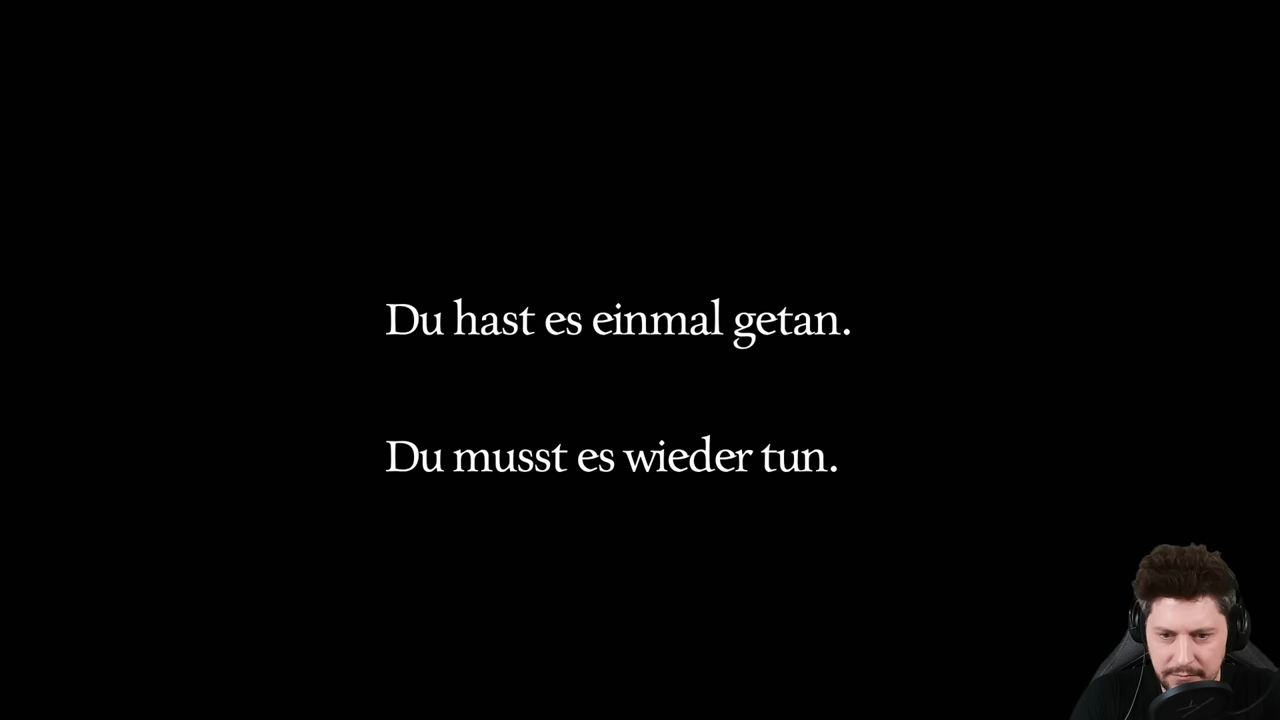 Du hast es einmal getan.
Du musst es wieder tun.